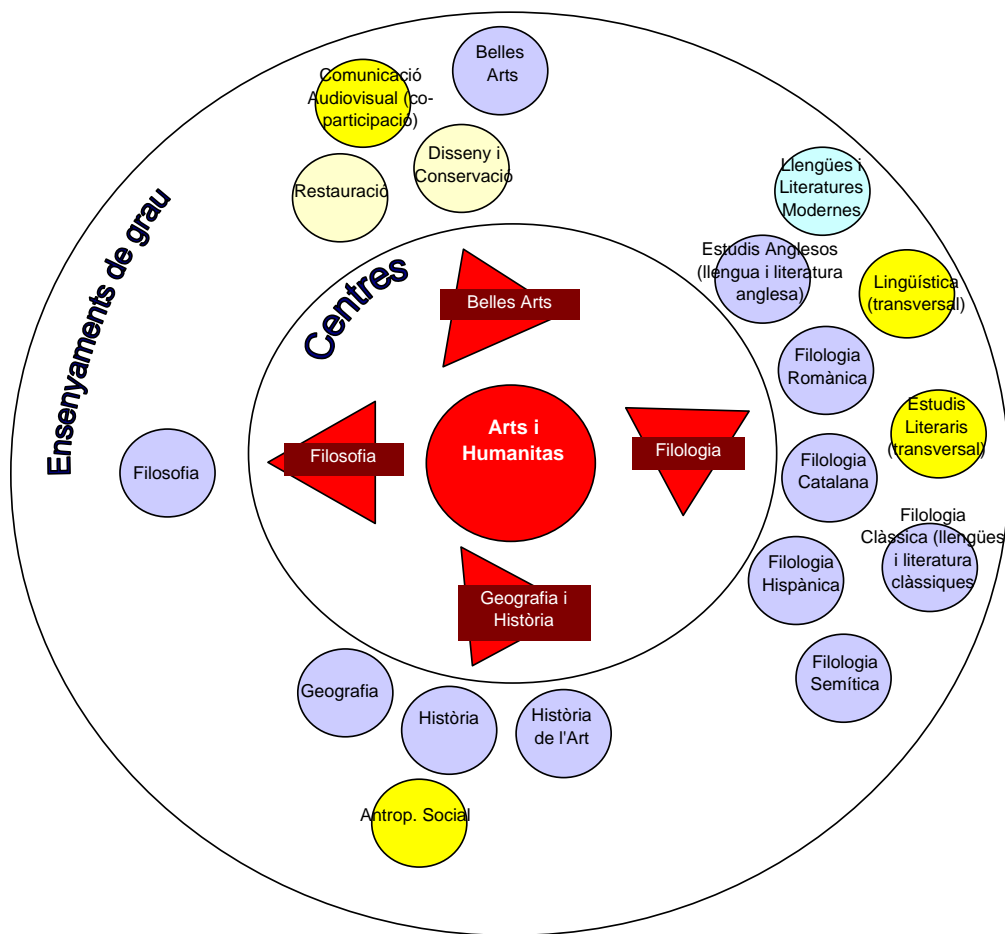 Belles
Arts
Comunicació
Audiovisual (co-
participació)
Disseny i
Conservacio
Restauració
Llengües i
Literatures
Modernes
Estudis Anglesos
(llengua i literatura
anglesa)
Lingüística
(transversal)
Filologia
Romànica
Estudis
Literaris
(transversal)
Filologia
Catalana
Filologia
Clàssica (llengües
i literatura
clàssiques
Filologia
Hispànica
Filologia
Semítica
Ensenyaments de grau
Centres
Belles Arts
Arts i
Humanitas
Filosofia
Filologia
Filosofia
Geografia i
Història
Geografia
Història
Història
de l'Art
Antrop. Social